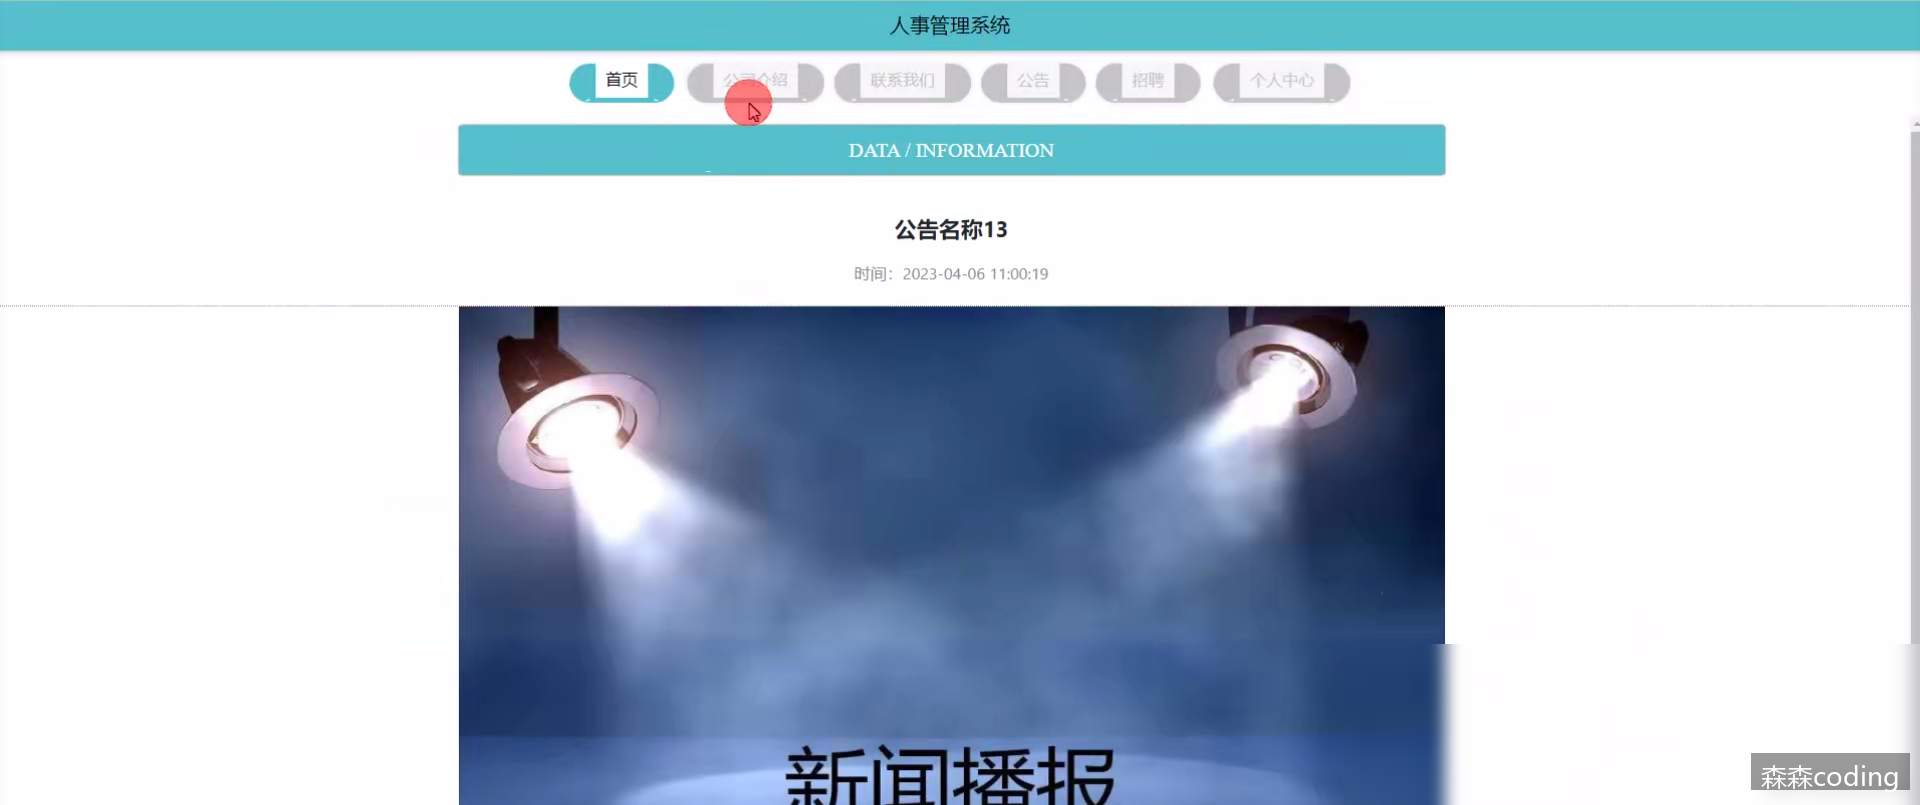 人事管理系统
首页
公司介绍
联系我们
公告
招聘
个人中心
DATA / INFORMATION
公告名称13
时间：2023-04-06 11:00:19
新闻播报
森森coding